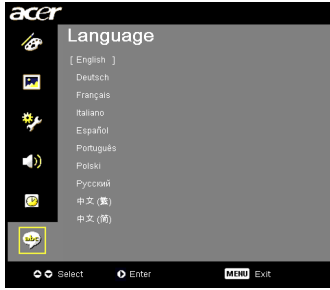 acer
Language
[ English ]
Deutsch
Français
Italiano
Español
Português
Polski
Русский
中文 (繁)
中文 (简)
abc
Select Enter MENU Exit